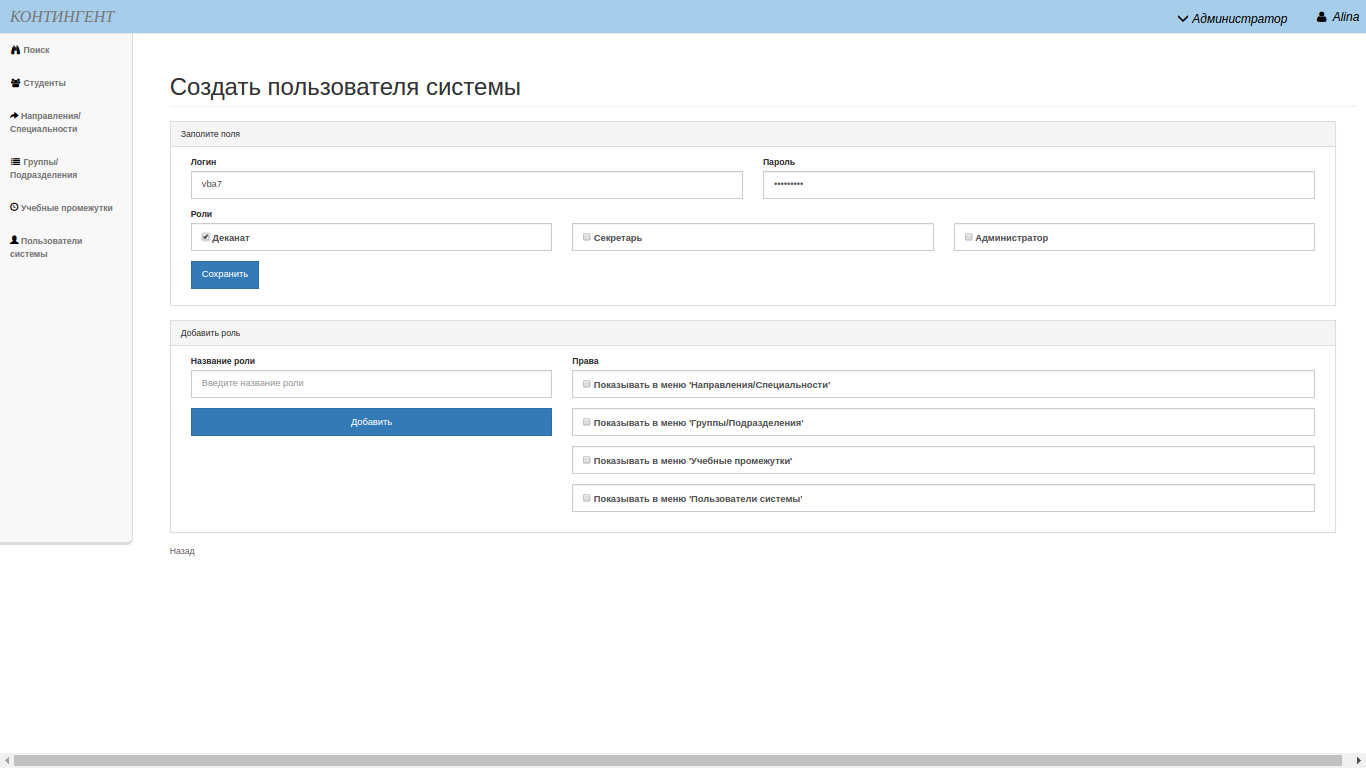 КОНТИНГЕНТ
Администратор
Alina
Поиск
Студенты
Направления/
Специальности
Группы/
Подразделения
Учебные промежутки
Пользователи
системы
Создать пользователя системы
Заполите поля
Логин
Пароль
vba7
•••••••••
Роли
Деканат
Секретарь
Администратор
Сохранить
Добавить роль
Название роли
Права
Введите название роли
Показывать в меню 'Направления/Специальности'
Добавить
Показывать в меню 'Группы/Подразделения'
Показывать в меню 'Учебные промежутки'
Показывать в меню 'Пользователи системы'
Назад